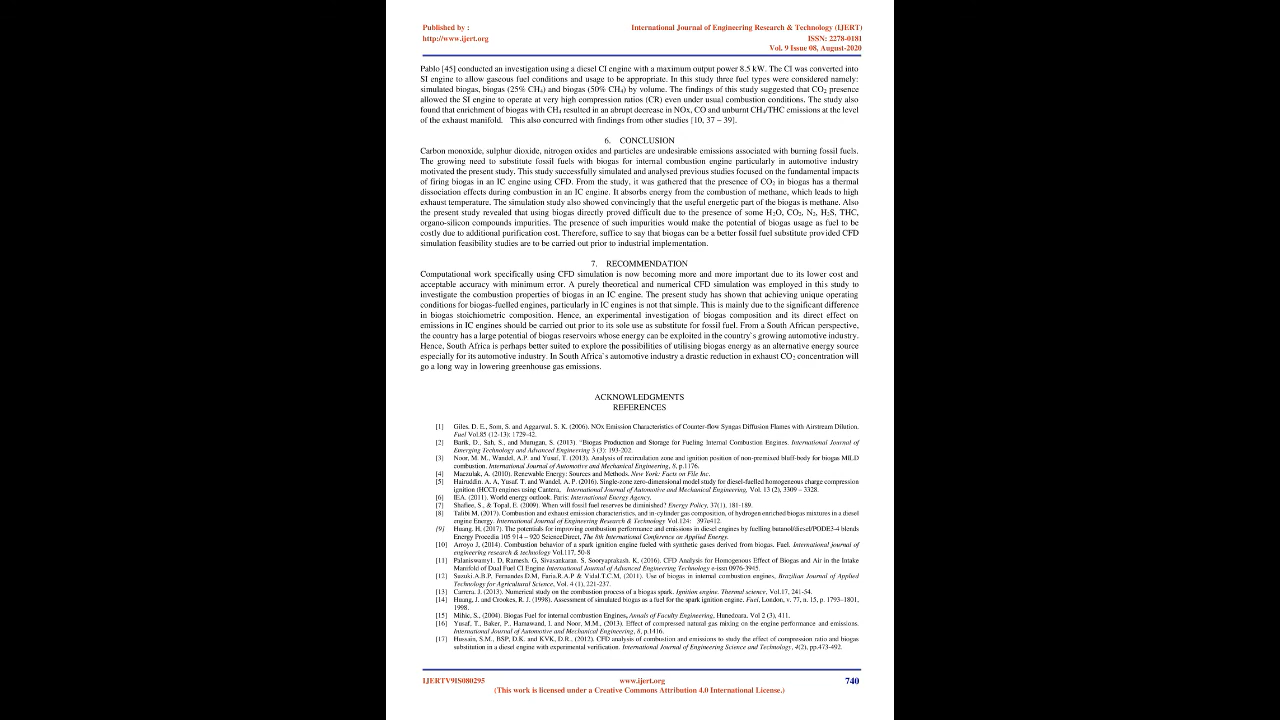 Published by :
International Journal of Engineering Research & Technology (IJERT)
http://www.ijert.org
ISSN: 2278-0181
Vol. 9 Issue 08, August-2020
Pablo [45] conducted an investigation using a diesel CI engine with a maximum output power 8.5 kW. The CI was converted into
SI engine to allow gaseous fuel conditions and usage to be appropriate. In this study three fuel types were considered namely:
simulated biogas, biogas (25% CH₄) and biogas (50% CH₄) by volume. The findings of this study suggested that CO₂ presence
allowed the SI engine to operate at very high compression ratios (CR) even under usual combustion conditions. The study also
found that enrichment of biogas with CH₄ resulted in an abrupt decrease in NOx, CO and unburnt CH₄/THC emissions at the level
of the exhaust manifold. This also concurred with findings from other studies [10, 37 – 39].
6. CONCLUSION
Carbon monoxide, sulphur dioxide, nitrogen oxides and particles are undesirable emissions associated with burning fossil fuels.
The growing need to substitute fossil fuels with biogas for internal combustion engine particularly in automotive industry
motivated the present study. This study successfully simulated and analysed previous studies focused on the fundamental impacts
of firing biogas in an IC engine using CFD. From the study, it was gathered that the presence of CO₂ in biogas has a thermal
dissociation effects during combustion in an IC engine. It absorbs energy from the combustion of methane, which leads to high
exhaust temperature. The simulation study also showed convincingly that the useful energetic part of the biogas is methane. Also
the present study revealed that using biogas directly proved difficult due to the presence of some H₂O, CO₂, N₂, H₂S, THC,
organo-silicon compounds impurities. The presence of such impurities would make the potential of biogas usage as fuel to be
costly due to additional purification cost. Therefore, suffice to say that biogas can be a better fossil fuel substitute provided CFD
simulation feasibility studies are to be carried out prior to industrial implementation.
7. RECOMMENDATION
Computational work specifically using CFD simulation is now becoming more and more important due to its lower cost and
acceptable accuracy with minimum error. A purely theoretical and numerical CFD simulation was employed in this study to
investigate the combustion properties of biogas in an IC engine. The present study has shown that achieving unique operating
conditions for biogas-fuelled engines, particularly in IC engines is not that simple. This is mainly due to the significant difference
in biogas stoichiometric composition. Hence, an experimental investigation of biogas composition and its direct effect on
emissions in IC engines should be carried out prior to its sole use as substitute for fossil fuel. From a South African perspective,
the country has a large potential of biogas reservoirs whose energy can be exploited in the country's growing automotive industry.
Hence, South Africa is perhaps better suited to explore the possibilities of utilising biogas energy as an alternative energy source
especially for its automotive industry. In South Africa's automotive industry a drastic reduction in exhaust CO₂ concentration will
go a long way in lowering greenhouse gas emissions.
ACKNOWLEDGMENTS
REFERENCES
[1] Giles, D. E., Som, S. and Aggarwal. S. K. (2006). NOx Emission Characteristics of Counter-flow Syngas Diffusion Flames with Airstream Dilution.
Fuel Vol.85 (12-13): 1729-42.
[2] Barik, D., Sah, S., and Murugan, S. (2013). "Biogas Production and Storage for Fueling Internal Combustion Engines. International Journal of
Emerging Technology and Advanced Engineering 3 (3): 193-202.
[3] Noor, M. M., Wandel, A.P. and Yusaf, T. (2013). Analysis of recirculation zone and ignition position of non-premixed bluff-body for biogas MILD
combustion. International Journal of Automotive and Mechanical Engineering, 8, p.1176.
[4] Maczulak, A. (2010). Renewable Energy: Sources and Methods. New York: Facts on File Inc.
[5] Hairuddin, A. A, Yusaf, T. and Wandel, A. P. (2016). Single-zone zero-dimensional model study for diesel-fuelled homogeneous charge compression
ignition (HCCI) engines using Cantera, International Journal of Automotive and Mechanical Engineering, Vol. 13 (2), 3309 – 3328.
[6] IEA. (2011). World energy outlook. Paris: International Energy Agency.
[7] Shafiee, S., & Topal, E. (2009). When will fossil fuel reserves be diminished? Energy Policy, 37(1), 181-189.
[8] Talibi M, (2017). Combustion and exhaust emission characteristics, and in-cylinder gas composition, of hydrogen enriched biogas mixtures in a diesel
engine Energy. International Journal of Engineering Research & Technology Vol.124: 397e412.
[9] Huang. H, (2017). The potentials for improving combustion performance and emissions in diesel engines by fuelling butanol/diesel/PODE3-4 blends
Energy Procedia 105 914 – 920 ScienceDirect, The 8th International Conference on Applied Energy.
[10] Arroyo J. (2014). Combustion behavior of a spark ignition engine fueled with synthetic gases derived from biogas. Fuel. International journal of
engineering research & technology Vol.117, 50-8
[11] Palaniswamy1. D, Ramesh. G, Sivasankaran. S, Sooryaprakash. K. (2016). CFD Analysis for Homogenous Effect of Biogas and Air in the Intake
Manifold of Dual Fuel CI Engine International Journal of Advanced Engineering Technology e-issn 0976-3945.
[12] Suzuki.A.B.P, Fernandes.D.M, Faria.R.A.P & Vidal.T.C.M, (2011). Use of biogas in internal combustion engines, Brazilian Journal of Applied
Technology for Agricultural Science, Vol. 4 (1), 221-237.
[13] Carrera. J. (2013). Numerical study on the combustion process of a biogas spark. Ignition engine. Thermal science, Vol.17, 241-54.
[14] Huang, J. and Crookes, R. J. (1998). Assessment of simulated biogas as a fuel for the spark ignition engine. Fuel, London, v. 77, n. 15, p. 1793–1801,
1998.
[15] Mihic, S., (2004). Biogas Fuel for internal combustion Engines, Annals of Faculty Engineering, Hunedoara. Vol 2 (3), 411.
[16] Yusaf, T., Baker, P., Hamawand, I. and Noor, M.M., (2013). Effect of compressed natural gas mixing on the engine performance and emissions.
International Journal of Automotive and Mechanical Engineering, 8, p.1416.
[17] Hussain, S.M., BSP, D.K. and KVK, D.R., (2012). CFD analysis of combustion and emissions to study the effect of compression ratio and biogas
substitution in a diesel engine with experimental verification. International Journal of Engineering Science and Technology, 4(2), pp.473-492.
IJERTV9IS080295
www.ijert.org
740
(This work is licensed under a Creative Commons Attribution 4.0 International License.)